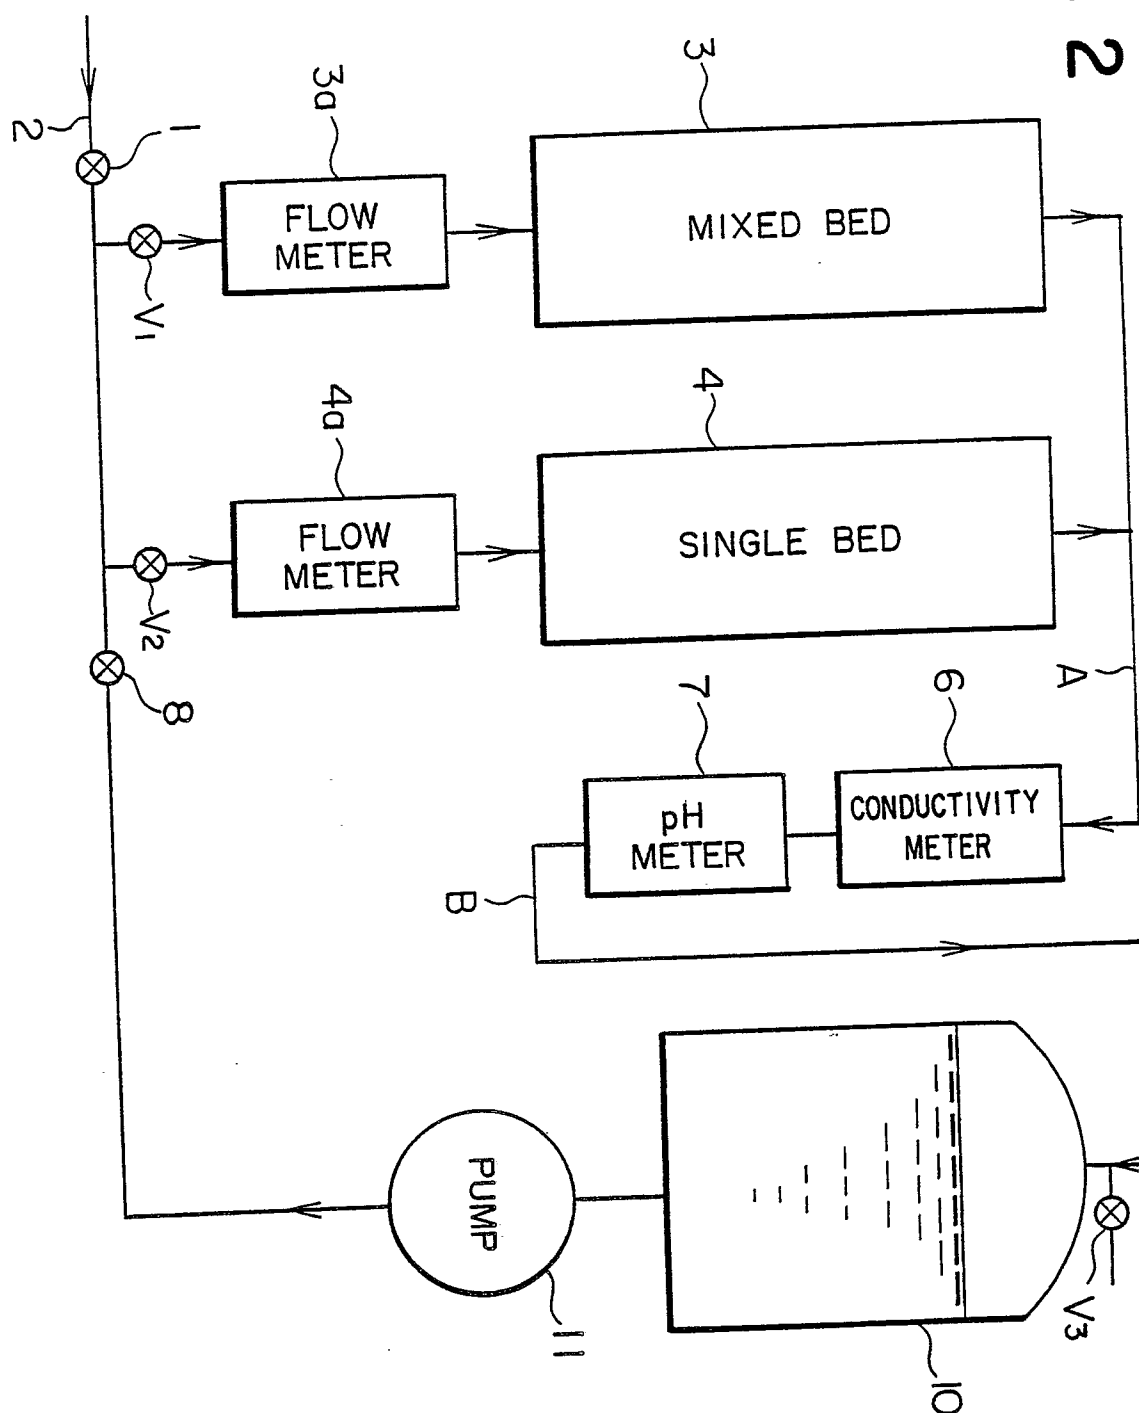 2
3
3a
1
2
FLOW
METER
MIXED BED
V1
4
4a
FLOW
METER
SINGLE BED
V2
A
6
7
8
CONDUCTIVITY
METER
pH
METER
B
PUMP
V3
11
10